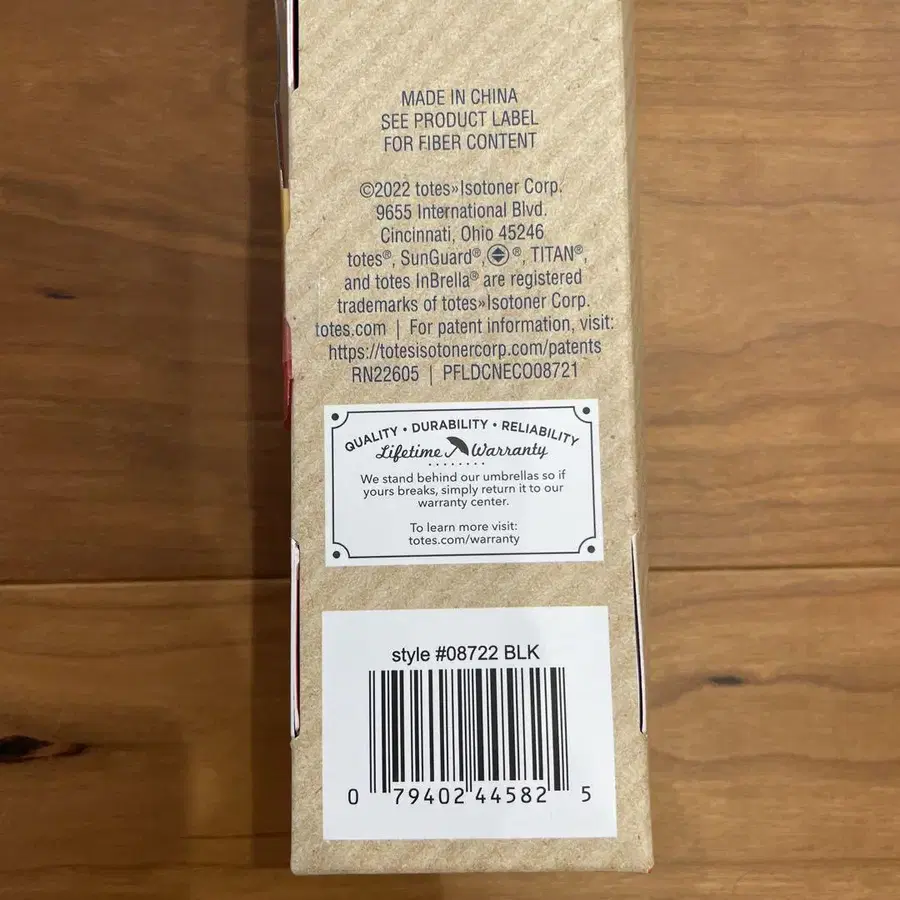 MADE IN CHINA
SEE PRODUCT LABEL
FOR FIBER CONTENT
©2022 totes»Isotoner Corp.
9655 International Blvd.
Cincinnati, Ohio 45246
totes®, SunGuard®, ®, TITAN®,
and totes InBrella® are registered
trademarks of totes»Isotoner Corp.
totes.com | For patent information, visit:
https://totesisotonercorp.com/patents
RN22605 | PFLDCNECO08721
QUALITY • DURABILITY • RELIABILITY
Lifetime Warranty
We stand behind our umbrellas so if
yours breaks, simply return it to our
warranty center.
To learn more visit:
totes.com/warranty
style #08722 BLK
0 79402 44582 5